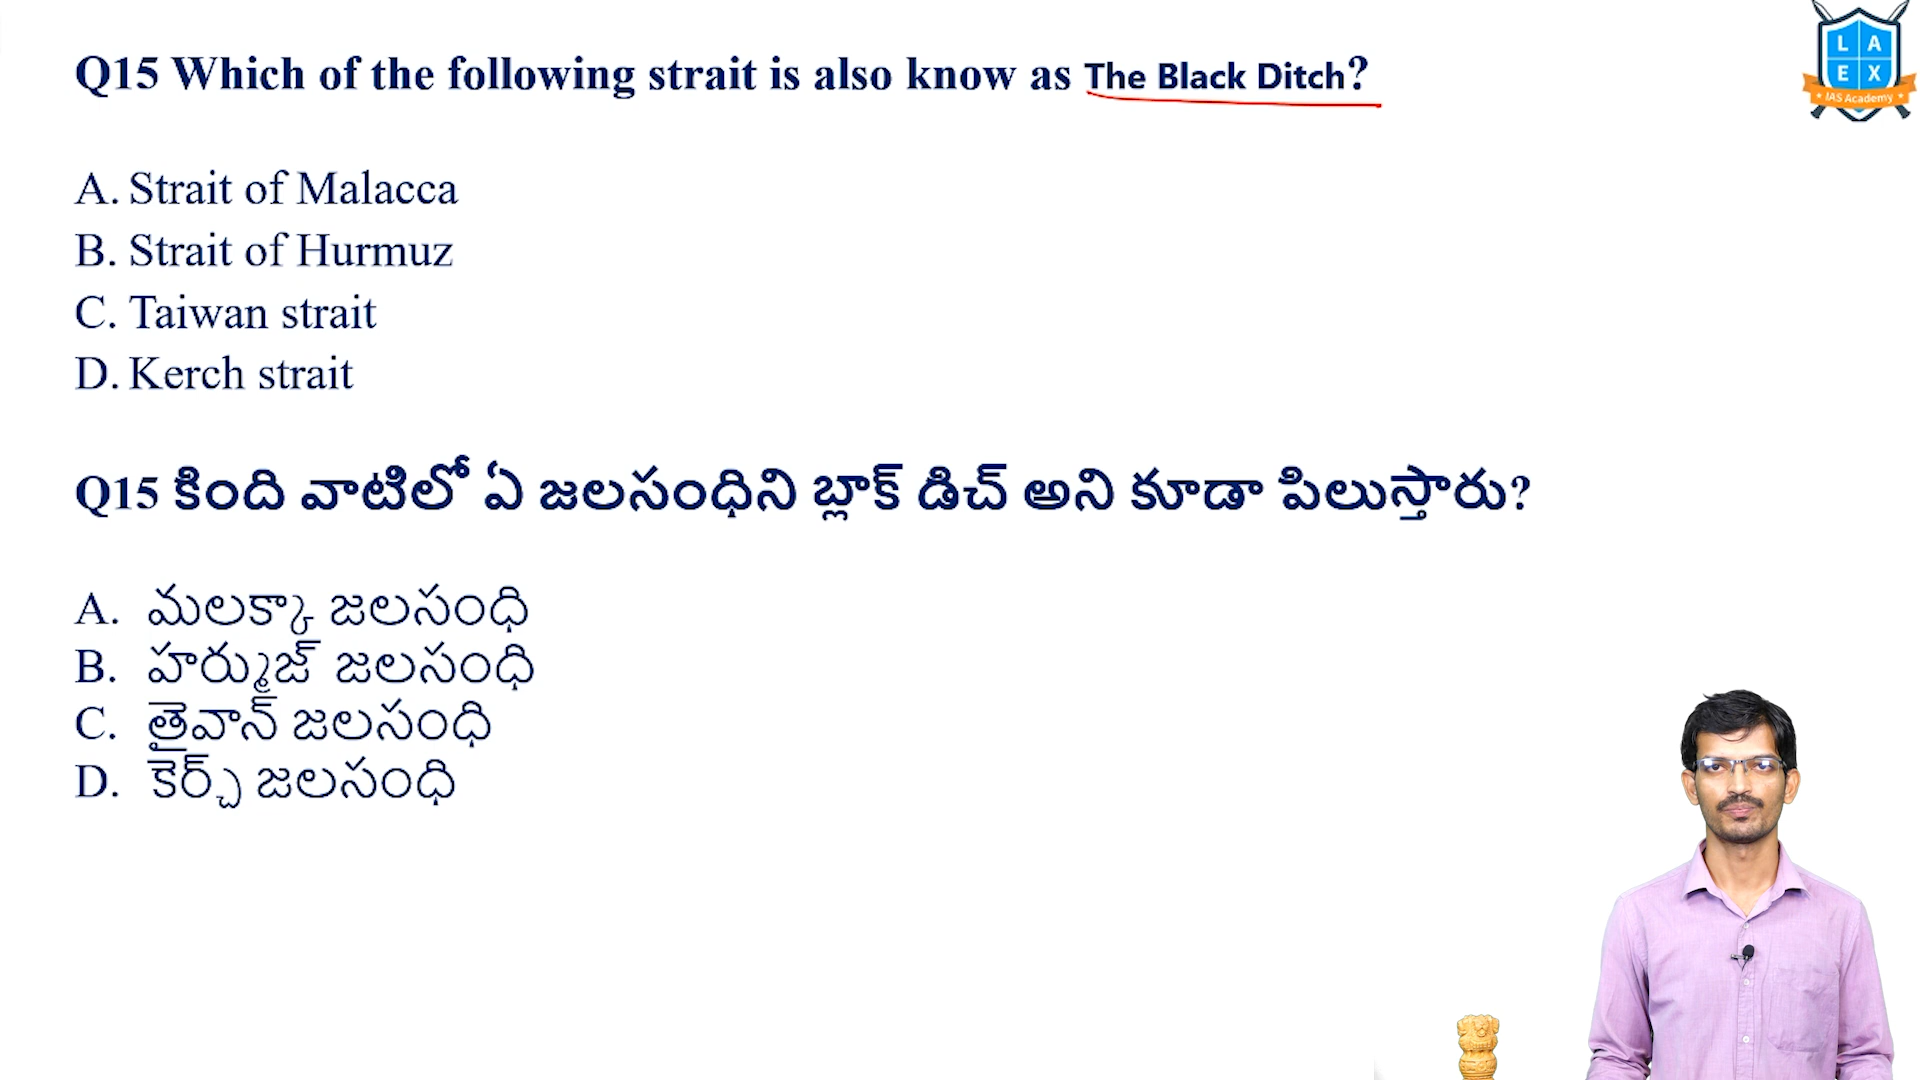 Q15 Which of the following strait is also know as The Black Ditch?
A. Strait of Malacca
B. Strait of Hurmuz
C. Taiwan strait
D. Kerch strait
Q15 కింది వాటిలో ఏ జలసంధిని బ్లాక్ డిచ్ అని కూడా పిలుస్తారు?
A. మలక్కా జలసంధి
B. హర్ముజ్ జలసంధి
C. తైవాన్ జలసంధి
D. కెర్చ్ జలసంధి
L A
E X
IAS Academy